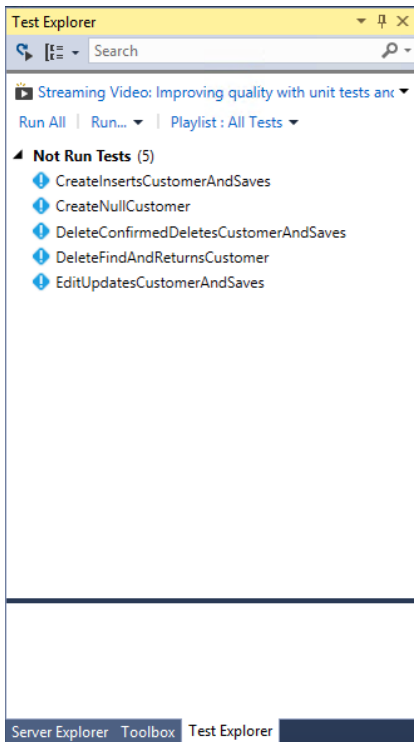 Test Explorer
Search
Streaming Video: Improving quality with unit tests and
Run All | Run... | Playlist : All Tests
Not Run Tests (5)
CreateInsertsCustomerAndSaves
CreateNullCustomer
DeleteConfirmedDeletesCustomerAndSaves
DeleteFindAndReturnsCustomer
EditUpdatesCustomerAndSaves
Server Explorer Toolbox Test Explorer